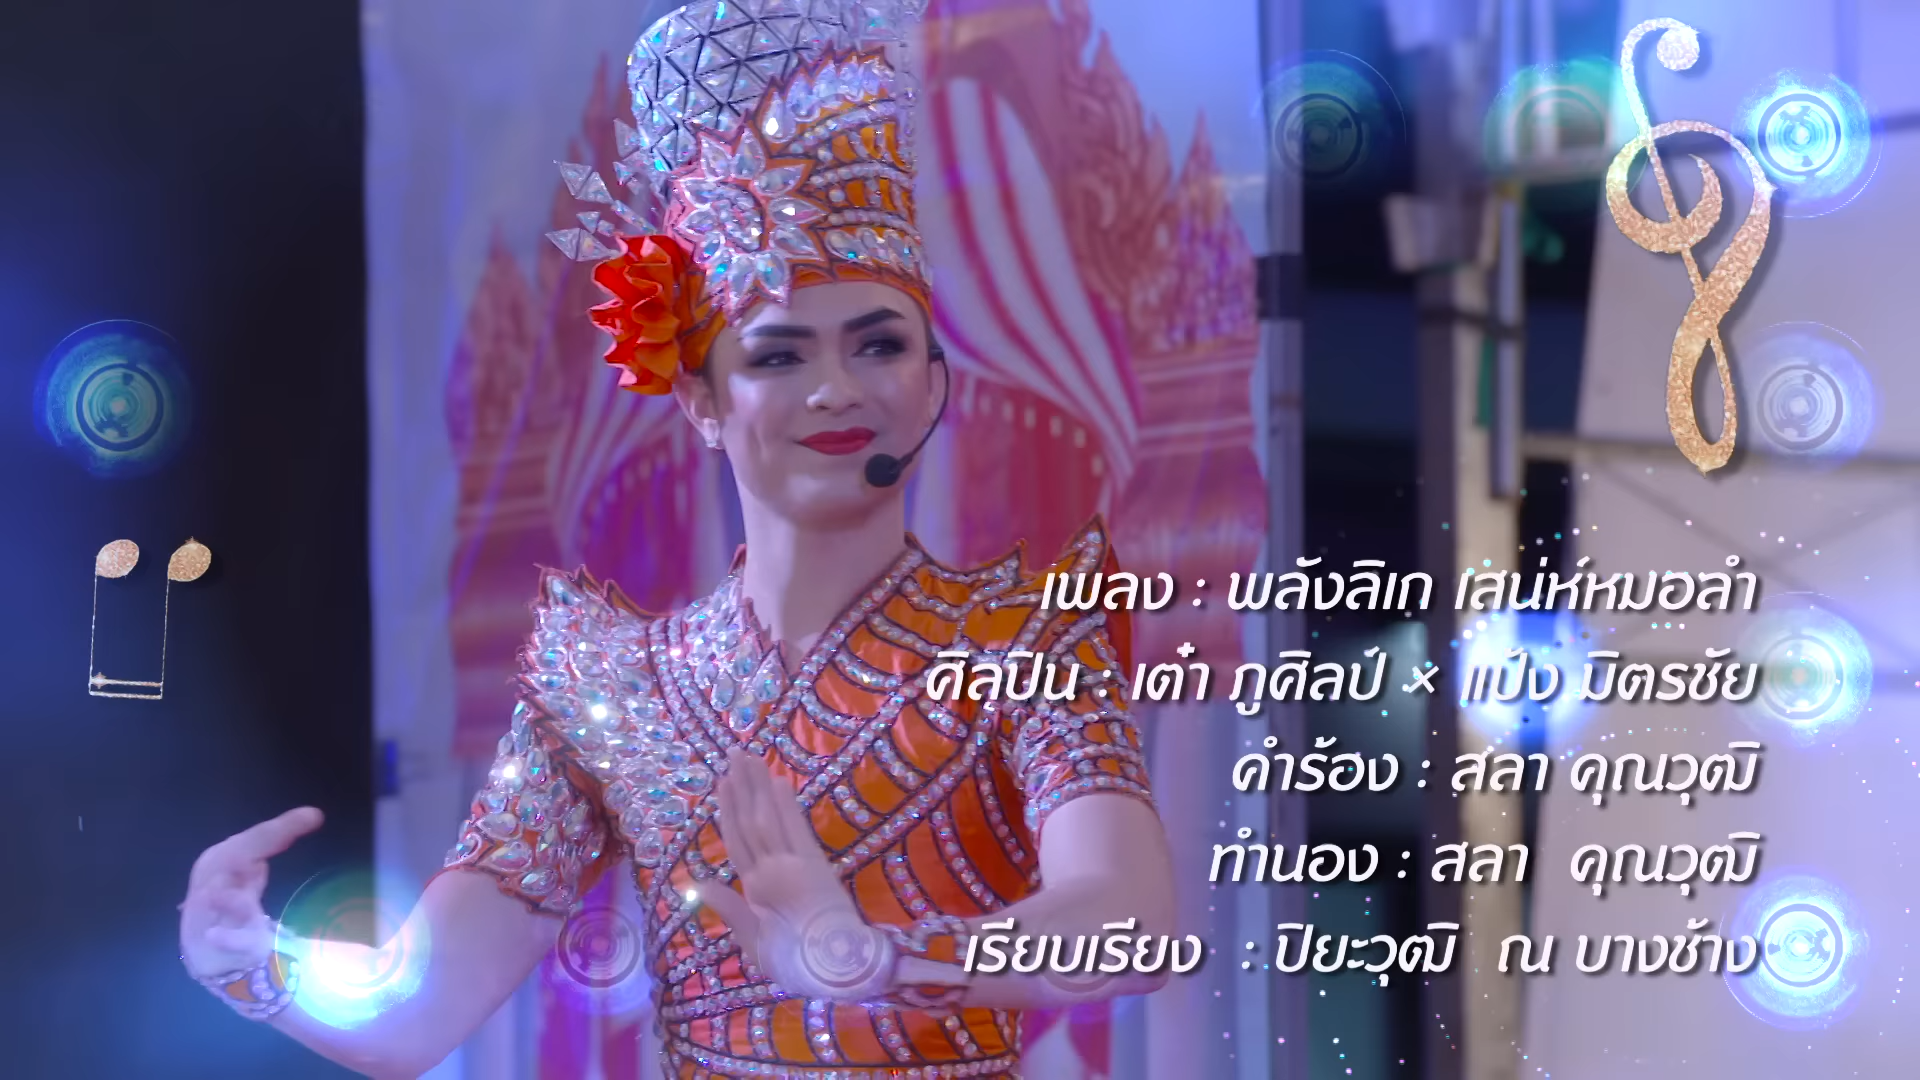 เพลง : พลังลิเก เสน่ห์หมอลำ
ศิลปิน : เต๋า ภูศิลป์ × แป้ง มิตรชัย
คำร้อง : สลา คุณวุฒิ
ทำนอง : สลา คุณวุฒิ
เรียบเรียง : ปิยะวุฒิ ณ บางช้าง